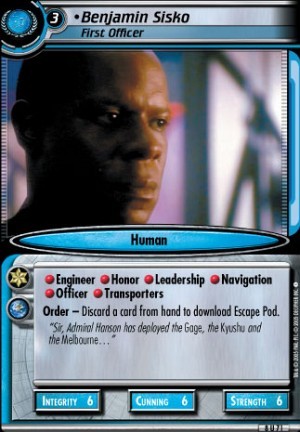 3 •Benjamin Sisko
First Officer
Human
Engineer Honor Leadership Navigation
Officer Transporters
Order – Discard a card from hand to download Escape Pod.
"Sir, Admiral Hanson has deployed the Gage, the Kyushu and
the Melbourne…"
INTEGRITY 6 CUNNING 6 STRENGTH 6